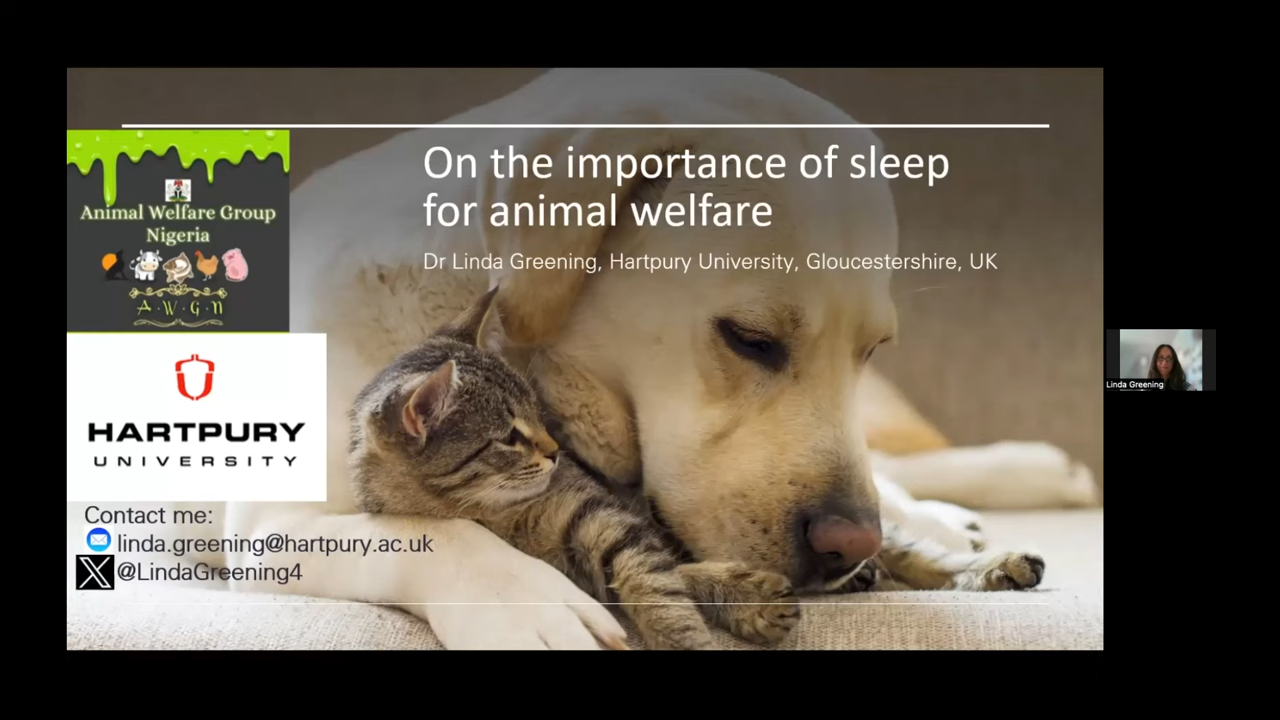 On the importance of sleep
for animal welfare
Dr Linda Greening, Hartpury University, Gloucestershire, UK
Animal Welfare Group
Nigeria
A·W·G·N
HARTPURY
UNIVERSITY
Contact me:
linda.greening@hartpury.ac.uk
@LindaGreening4
Linda Greening